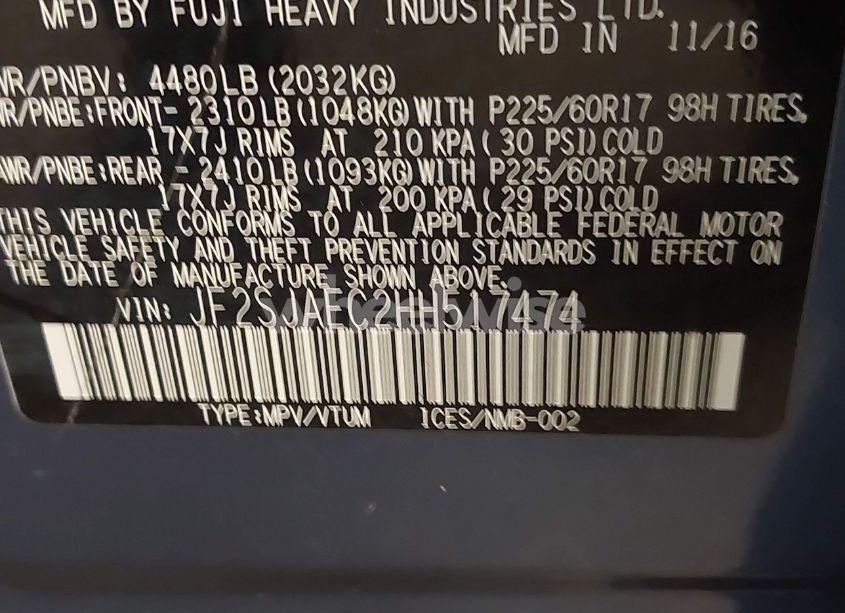 MFD BY FUJI HEAVY INDUSTRIES LTD.
MFD IN 11/16
WR/PNBV: 4480LB (2032KG)
WR/PNBE:FRONT- 2310LB (1048KG) WITH P225/60R17 98H TIRES,
17X7J RIMS AT 210 KPA ( 30 PSI) COLD
AWR/PNBE:REAR - 2410LB (1093KG) WITH P225/60R17 98H TIRES,
17X7J RIMS AT 200 KPA ( 29 PSI) COLD
THIS VEHICLE CONFORMS TO ALL APPLICABLE FEDERAL MOTOR
VEHICLE SAFETY AND THEFT PREVENTION STANDARDS IN EFFECT ON
THE DATE OF MANUFACTURE SHOWN ABOVE.
VIN: JF2SJAEC2HH517474
TYPE:MPV/VTUM ICES/NMB-002